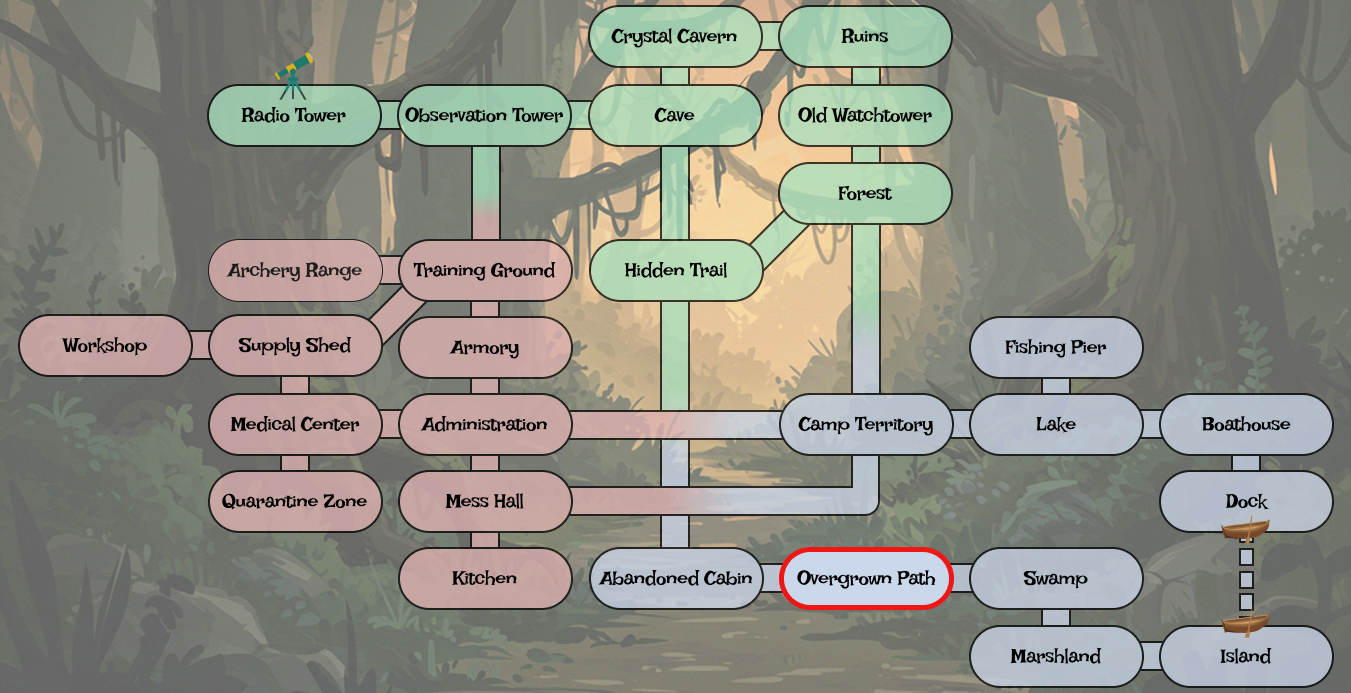 Crystal Cavern
Ruins
Radio Tower
Observation Tower
Cave
Old Watchtower
Forest
Archery Range
Training Ground
Hidden Trail
Workshop
Supply Shed
Armory
Fishing Pier
Medical Center
Administration
Camp Territory
Lake
Boathouse
Quarantine Zone
Mess Hall
Dock
Kitchen
Abandoned Cabin
Overgrown Path
Swamp
Marshland
Island